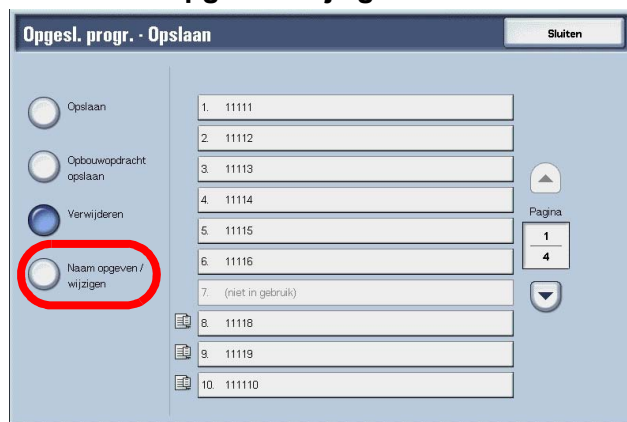 Opgesl. progr. - Opslaan
Sluiten
Opslaan
Opbouwopdracht
opslaan
Verwijderen
Naam opgeven /
wijzigen
1. 11111
2. 11112
3. 11113
4. 11114
5. 11115
6. 11116
7. (niet in gebruik)
8. 11118
9. 11119
10. 111110
Pagina
1
4